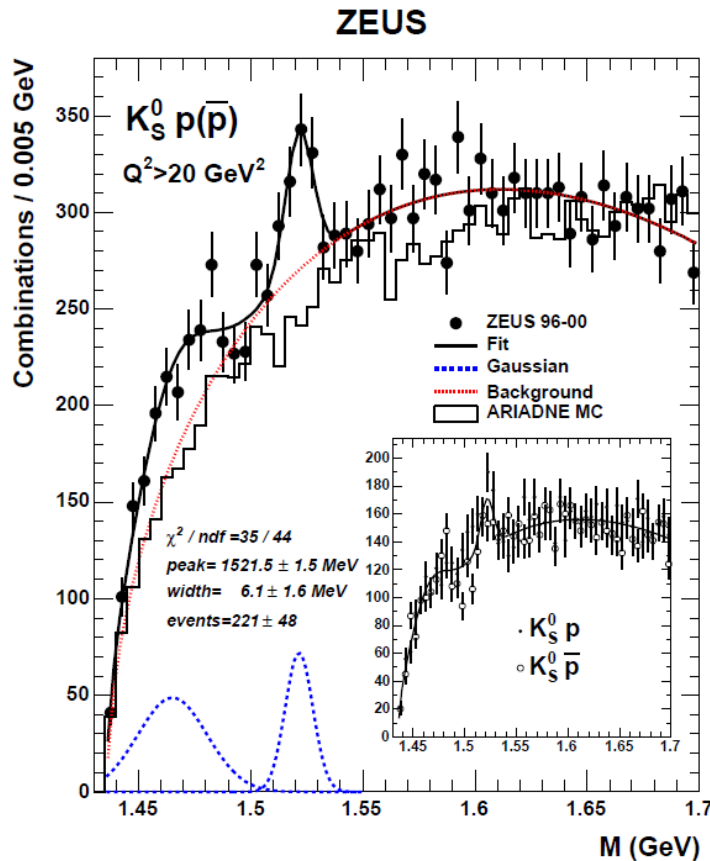 ZEUS
Combinations / 0.005 GeV
350
300
250
200
150
100
50
0
K⁰_S p(p̅)
Q²>20 GeV²
ZEUS 96-00
Fit
Gaussian
Background
ARIADNE MC
χ² / ndf =35 / 44
peak= 1521.5 ± 1.5 MeV
width= 6.1 ± 1.6 MeV
events=221 ± 48
200
180
160
140
120
100
80
60
40
20
0
K⁰_S p
K⁰_S p̅
1.45 1.5 1.55 1.6 1.65 1.7
1.45 1.5 1.55 1.6 1.65 1.7
M (GeV)